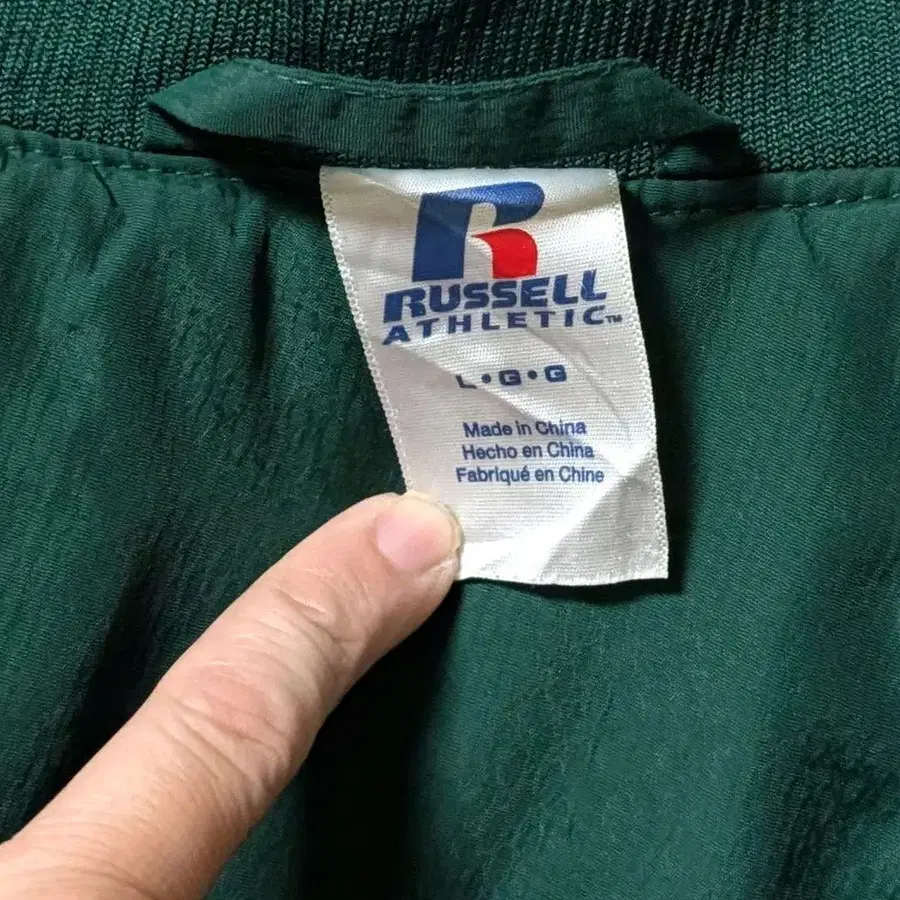 R
RUSSELL
ATHLETIC™
L•G•G
Made in China
Hecho en China
Fabriqué en Chine